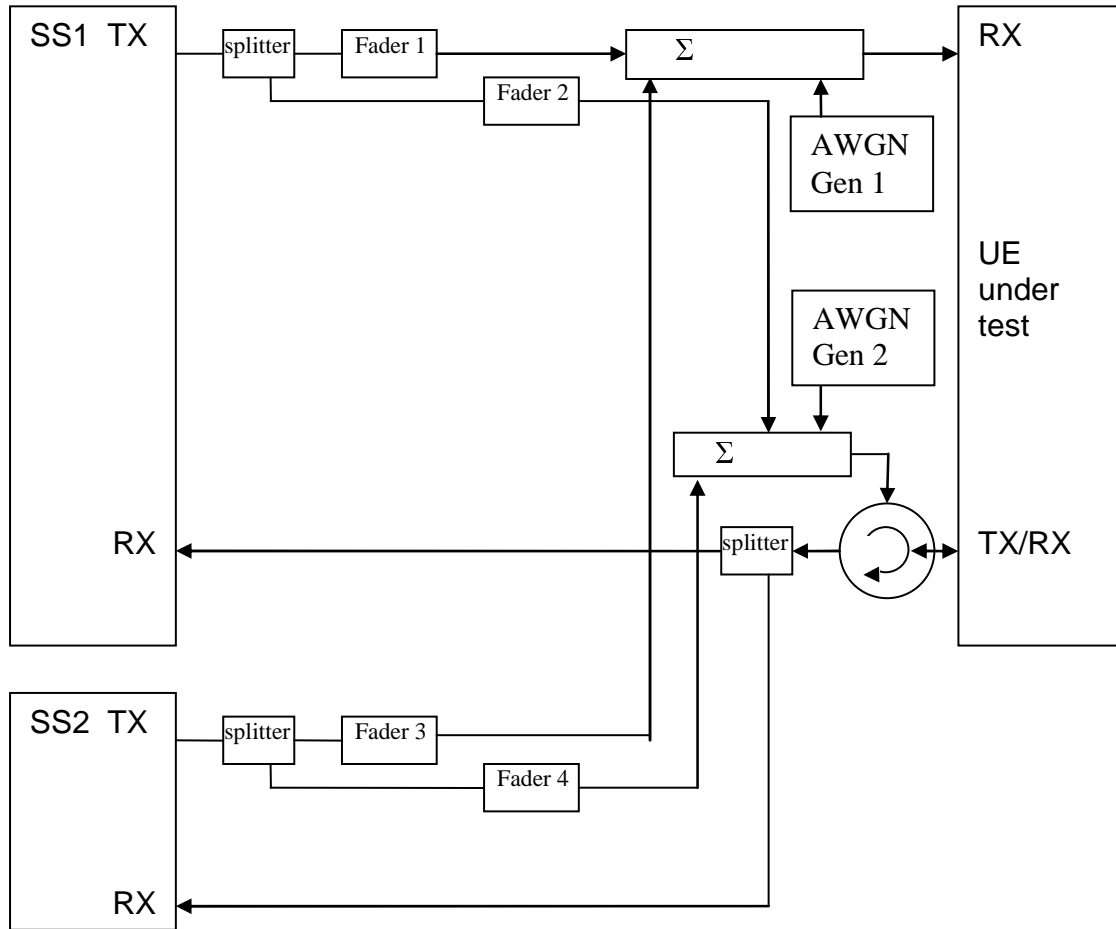 SS1 TX
splitter
Fader 1
Σ
RX
Fader 2
AWGN
Gen 1
UE
under
test
AWGN
Gen 2
Σ
RX
splitter
TX/RX
SS2 TX
splitter
Fader 3
Fader 4
RX